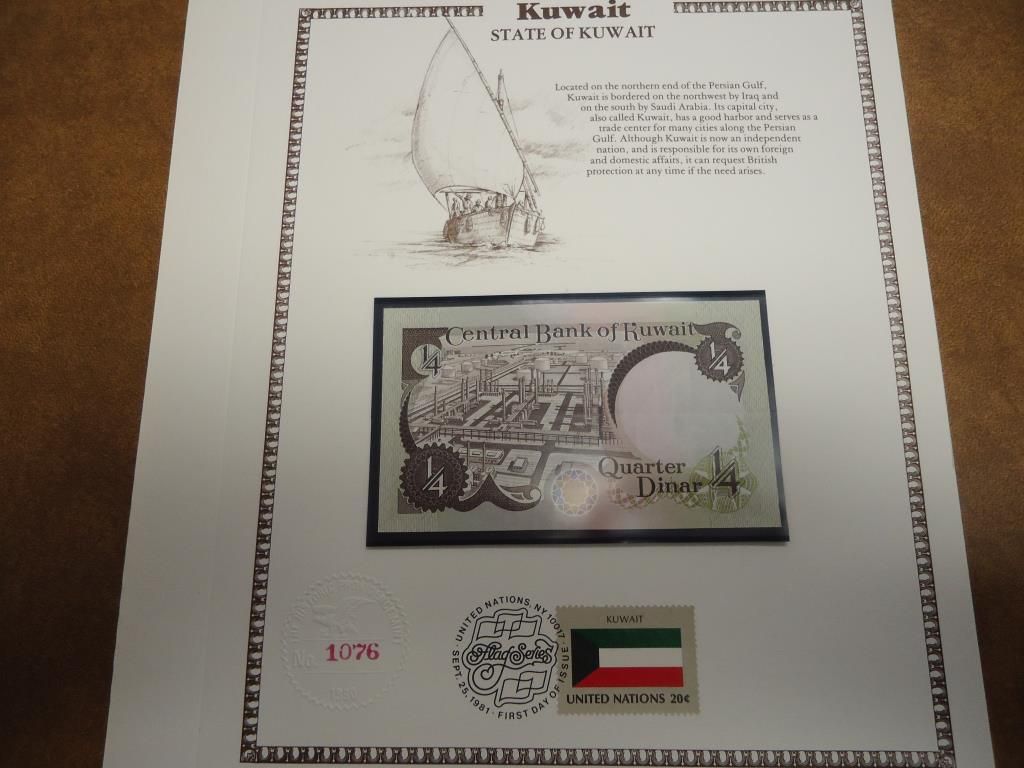 Kuwait
STATE OF KUWAIT
Located on the northern end of the Persian Gulf,
Kuwait is bordered on the northwest by Iraq and
on the south by Saudi Arabia. Its capital city,
also called Kuwait, has a good harbor and serves as a
trade center for many cities along the Persian
Gulf. Although Kuwait is now an independent
nation, and is responsible for its own foreign
and domestic affairs, it can request British
protection at any time if the need arises.
Central Bank of Kuwait
1/4
1/4
1/4
Quarter
Dinar 1/4
No. 1076
1980
UNITED NATIONS, NY 10017
Flag Series
SEPT. 25, 1981 · FIRST DAY OF ISSUE
KUWAIT
UNITED NATIONS 20¢